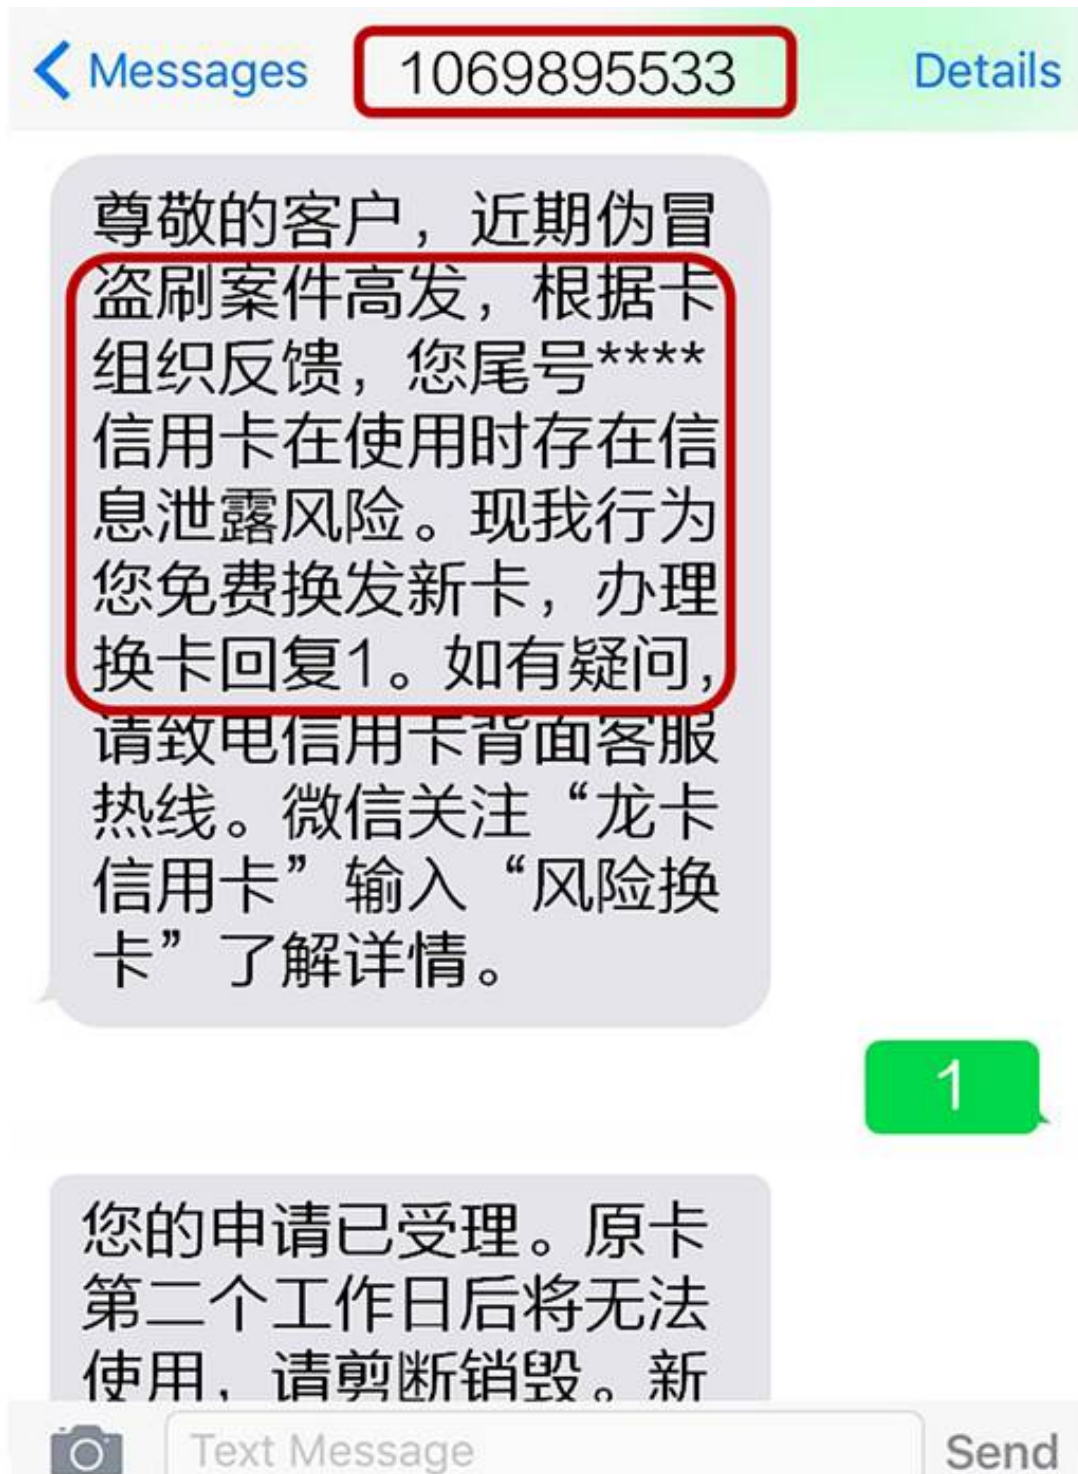 Messages 1069895533 Details
尊敬的客户，近期伪冒
盗刷案件高发，根据卡
组织反馈，您尾号****
信用卡在使用时存在信
息泄露风险。现我行为
您免费换发新卡，办理
换卡回复1。如有疑问，
请致电信用卡背面客服
热线。微信关注“龙卡
信用卡”输入“风险换
卡”了解详情。
1
您的申请已受理。原卡
第二个工作日后将无法
使用，请剪断销毁。新
Text Message Send